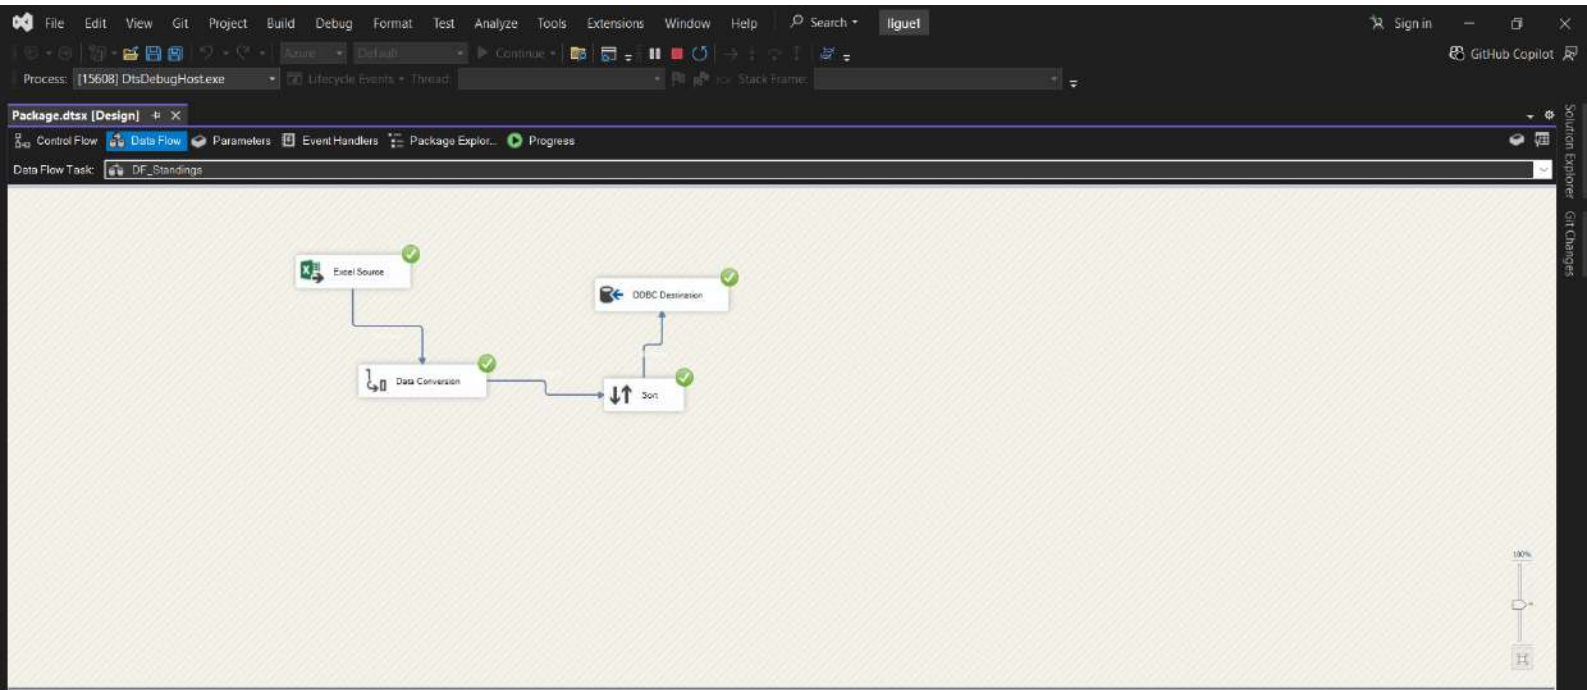 File Edit View Git Project Build Debug Format Test Analyze Tools Extensions Window Help Search ligue1 Sign in
Azure Default Continue GitHub Copilot
Process: [15608] DtsDebugHost.exe Lifecycle Events Thread: Stack Frame:
Package.dtsx [Design]
Control Flow Data Flow Parameters Event Handlers Package Explor... Progress
Data Flow Task: DF_Standings
Excel Source
ODBC Destination
Data Conversion
Sort
100%
Solution Explorer
Git Changes